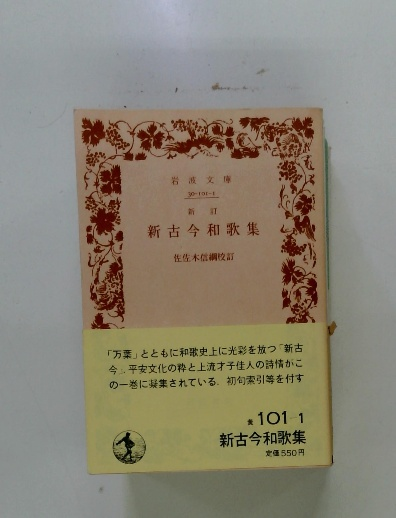 岩波文庫
30-101-1
新訂
新古今和歌集
佐佐木信綱校訂
「万葉」とともに和歌史上に光彩を放つ「新古
今」.平安文化の粋と上流才子佳人の詩情がこ
の一巻に凝集されている.初句索引等を付す
黄101-1
新古今和歌集
定価550円